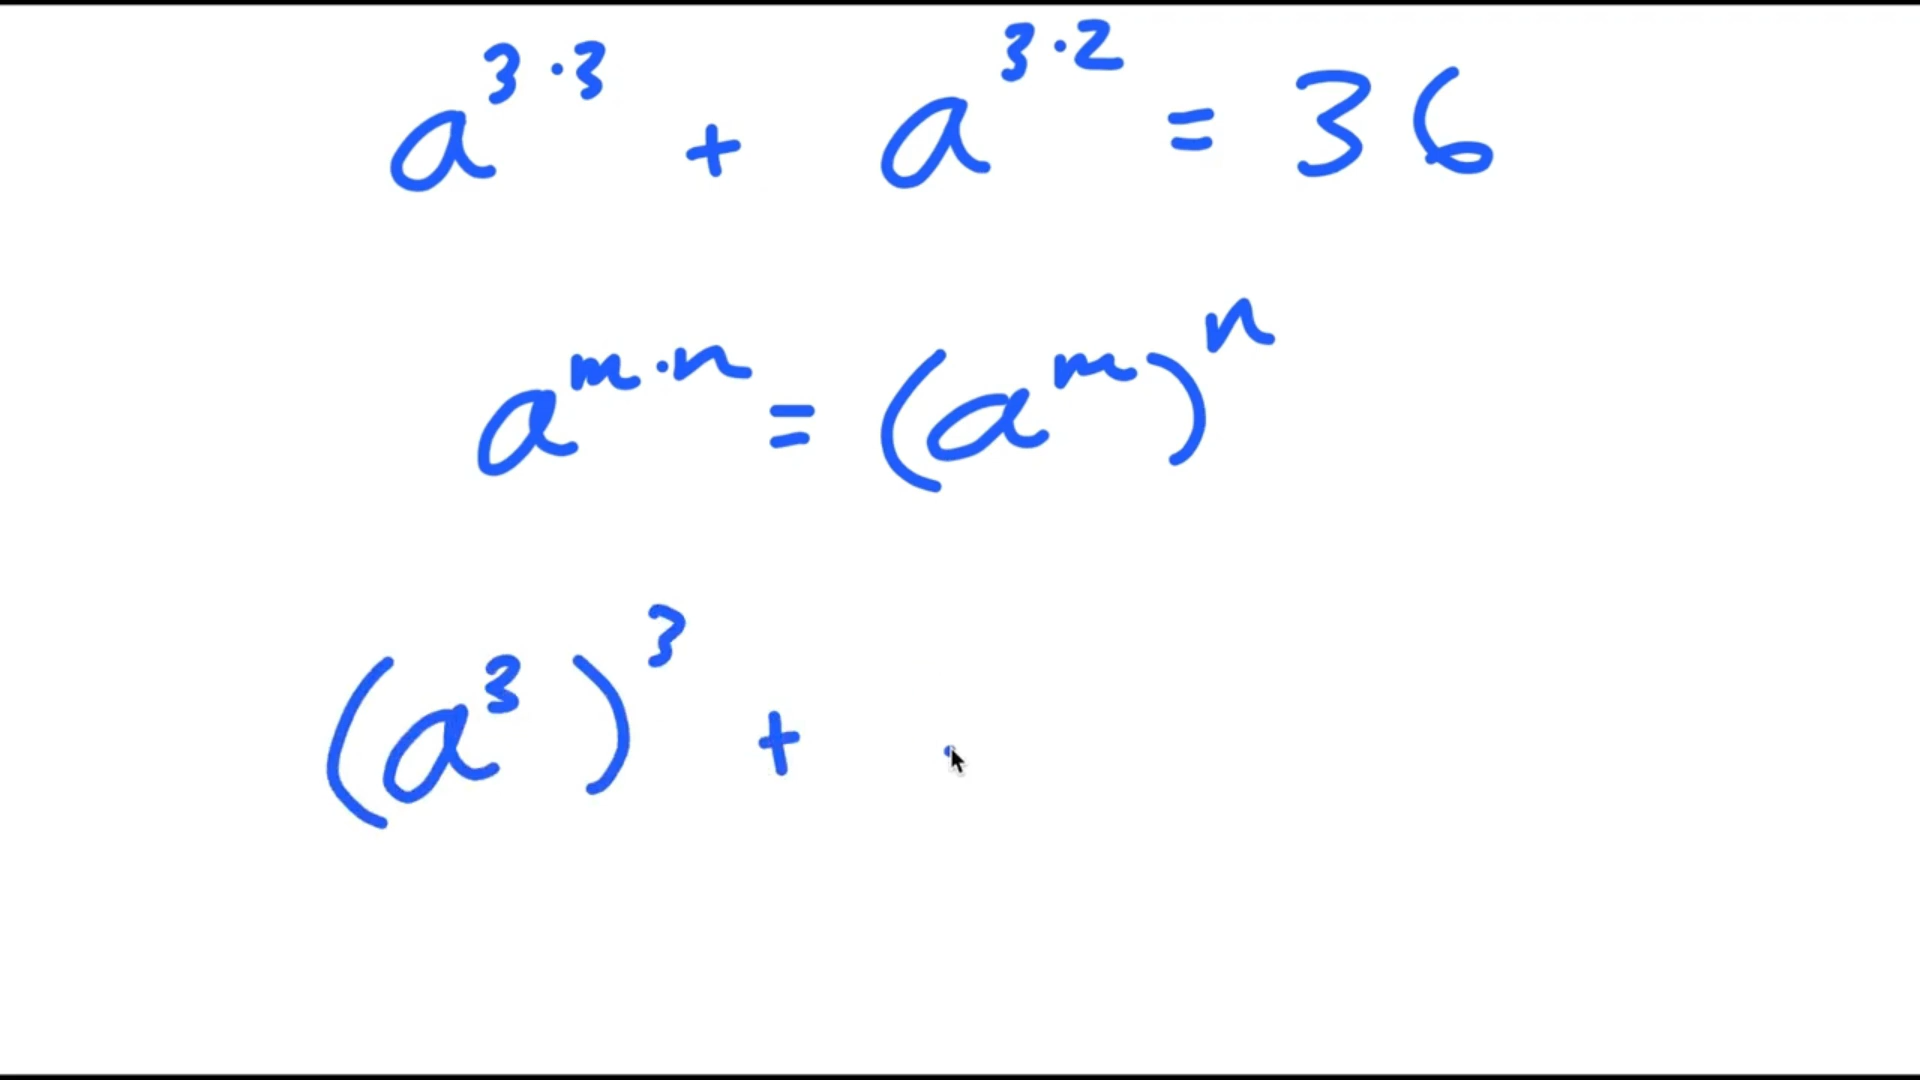 a^{3·3} + a^{3·2} = 36
a^{m·n} = (a^m)^n
(a^3)^3 +